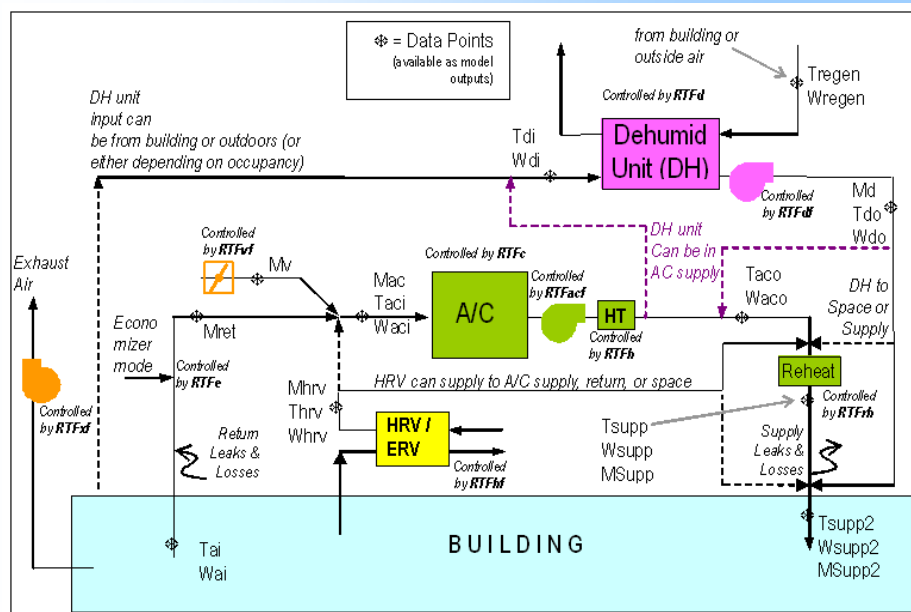 from building or
outside air
⊕ = Data Points
(available as model
outputs)
Tregen
Wregen
Controlled by RTFd
DH unit
input can
be from building or outdoors (or
either depending on occupancy)
Tdi
Wdi
Dehumid
Unit (DH)
Controlled
by RTFdf
Md
Tdo
Wdo
Controlled
by RTFvf
Mv
DH unit
Can be in
AC supply
Controlled by RTFc
Exhaust
Air
Mac
Taci
Waci
A/C
Controlled
by RTFacf
HT
Controlled
by RTFh
Taco
Waco
DH to
Space or
Supply
Mret
Econo
mizer
mode
Controlled
by RTFe
HRV can supply to A/C supply, return, or space
Reheat
Controlled
by RTFrh
Controlled
by RTFxf
Mhrv
Thrv
Whrv
HRV /
ERV
Controlled
by RTFhf
Return
Leaks &
Losses
Tsupp
Wsupp
MSupp
Supply
Leaks &
Losses
Tai
Wai
BUILDING
Tsupp2
Wsupp2
MSupp2